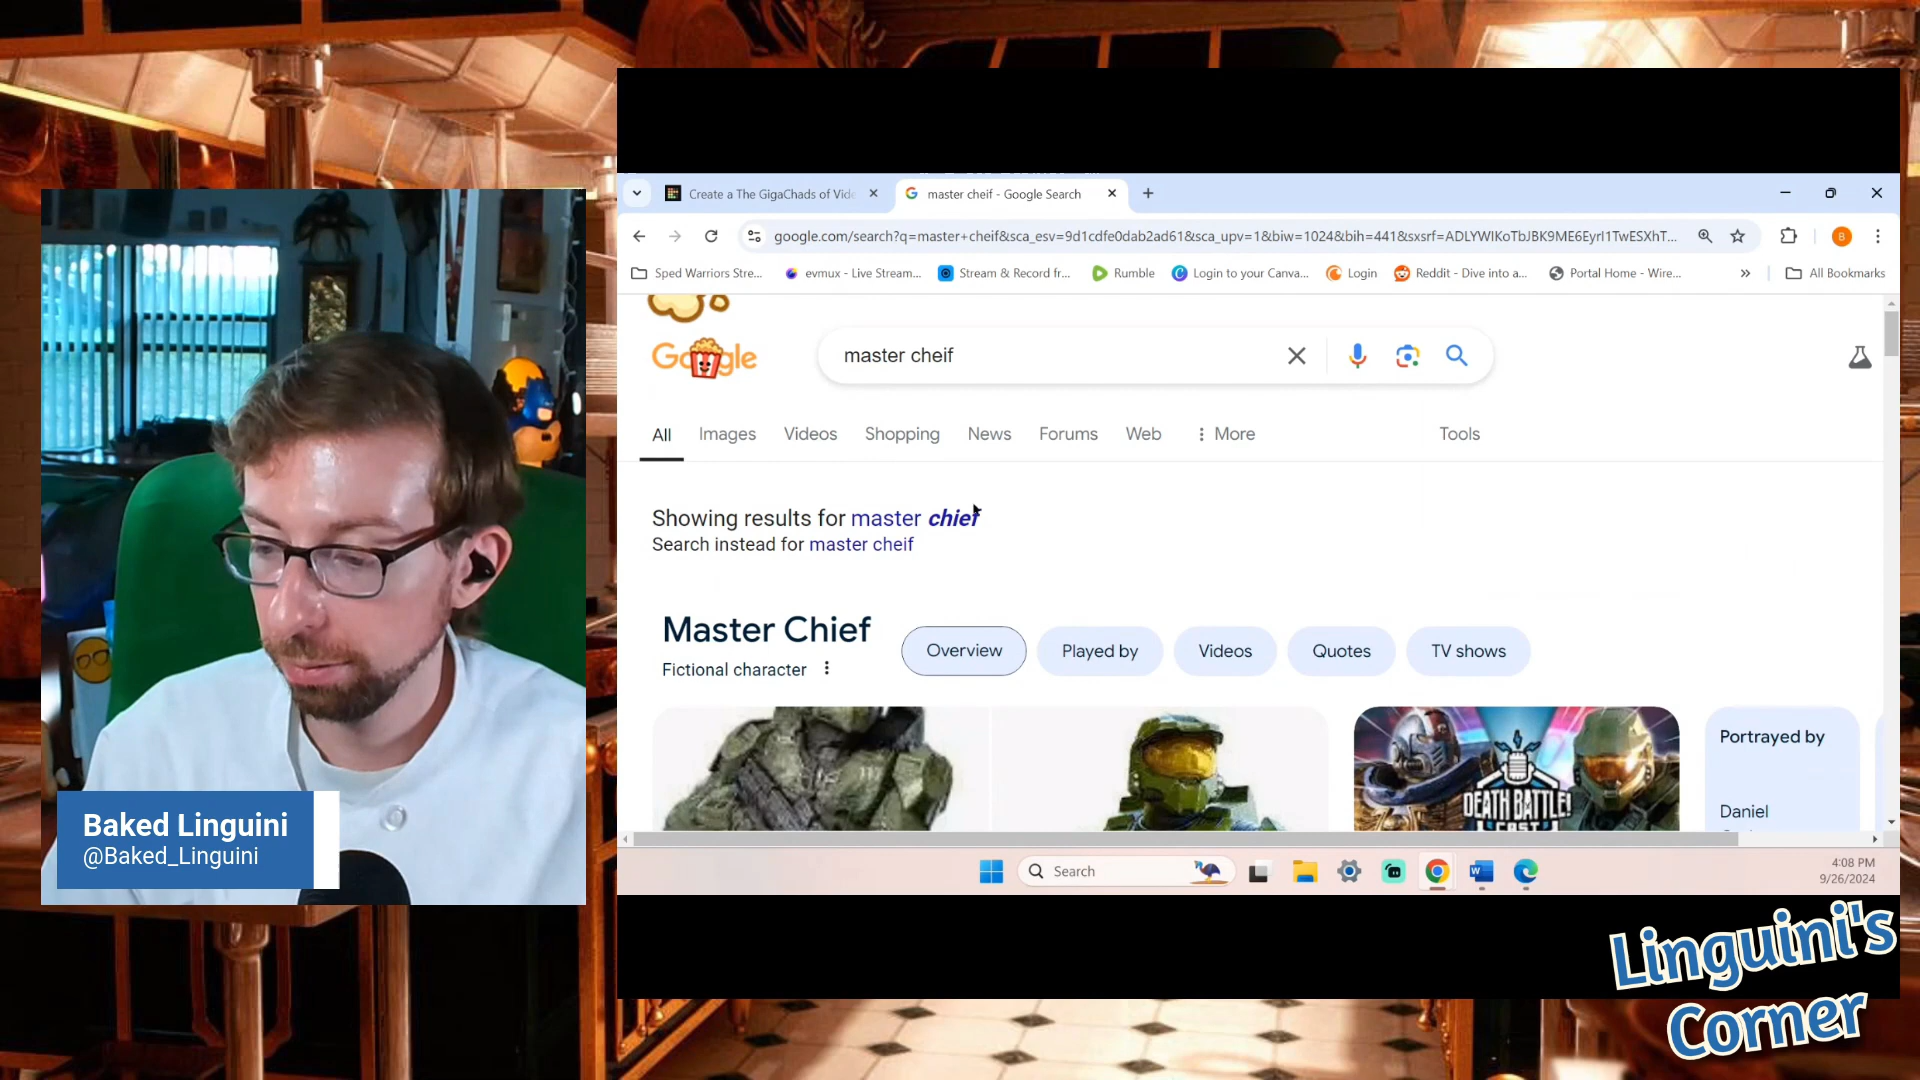 Create a The GigaChads of Vide
master cheif - Google Search
google.com/search?q=master+cheif&sca_esv=9d1cdfe0dab2ad61&sca_upv=1&biw=1024&bih=441&sxsrf=ADLYWIKoTbJBK9ME6EyrI1TwESXhT...
Sped Warriors Stre...
evmux - Live Stream...
Stream & Record fr...
Rumble
Login to your Canva...
Login
Reddit - Dive into a...
Portal Home - Wire...
All Bookmarks
Google
master cheif
All Images Videos Shopping News Forums Web More Tools
Showing results for master chief
Search instead for master cheif
Master Chief
Fictional character
Overview Played by Videos Quotes TV shows
DEATH BATTLE!
CAST
Portrayed by
Daniel
Search
4:08 PM
9/26/2024
Baked Linguini
@Baked_Linguini
Linguini's
Corner